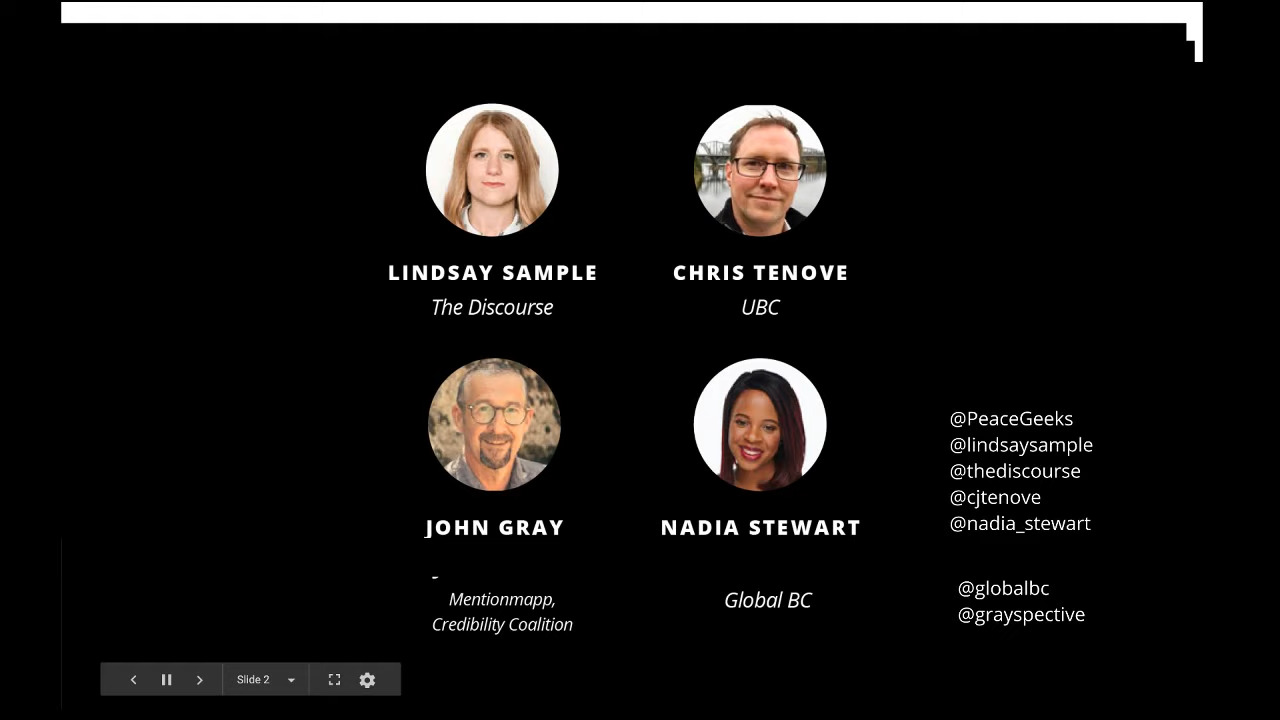 LINDSAY SAMPLE
The Discourse
CHRIS TENOVE
UBC
JOHN GRAY
Mentionmapp,
Credibility Coalition
NADIA STEWART
Global BC
@PeaceGeeks
@lindsaysample
@thediscourse
@cjtenove
@nadia_stewart
@globalbc
@grayspective
Slide 2